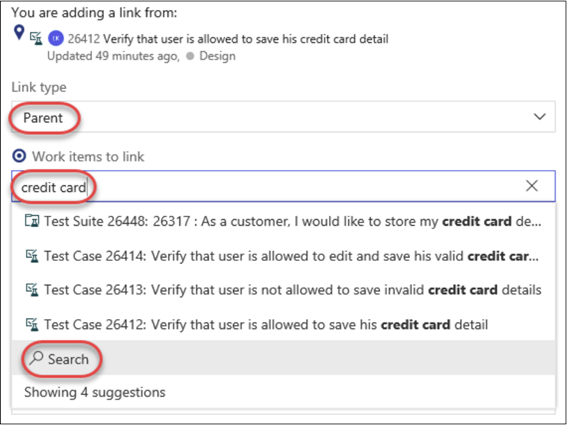 You are adding a link from:
26412 Verify that user is allowed to save his credit card detail
Updated 49 minutes ago, Design
Link type
Parent
Work items to link
credit card
Test Suite 26448: 26317 : As a customer, I would like to store my credit card de...
Test Case 26414: Verify that user is allowed to edit and save his valid credit car...
Test Case 26413: Verify that user is not allowed to save invalid credit card details
Test Case 26412: Verify that user is allowed to save his credit card detail
Search
Showing 4 suggestions